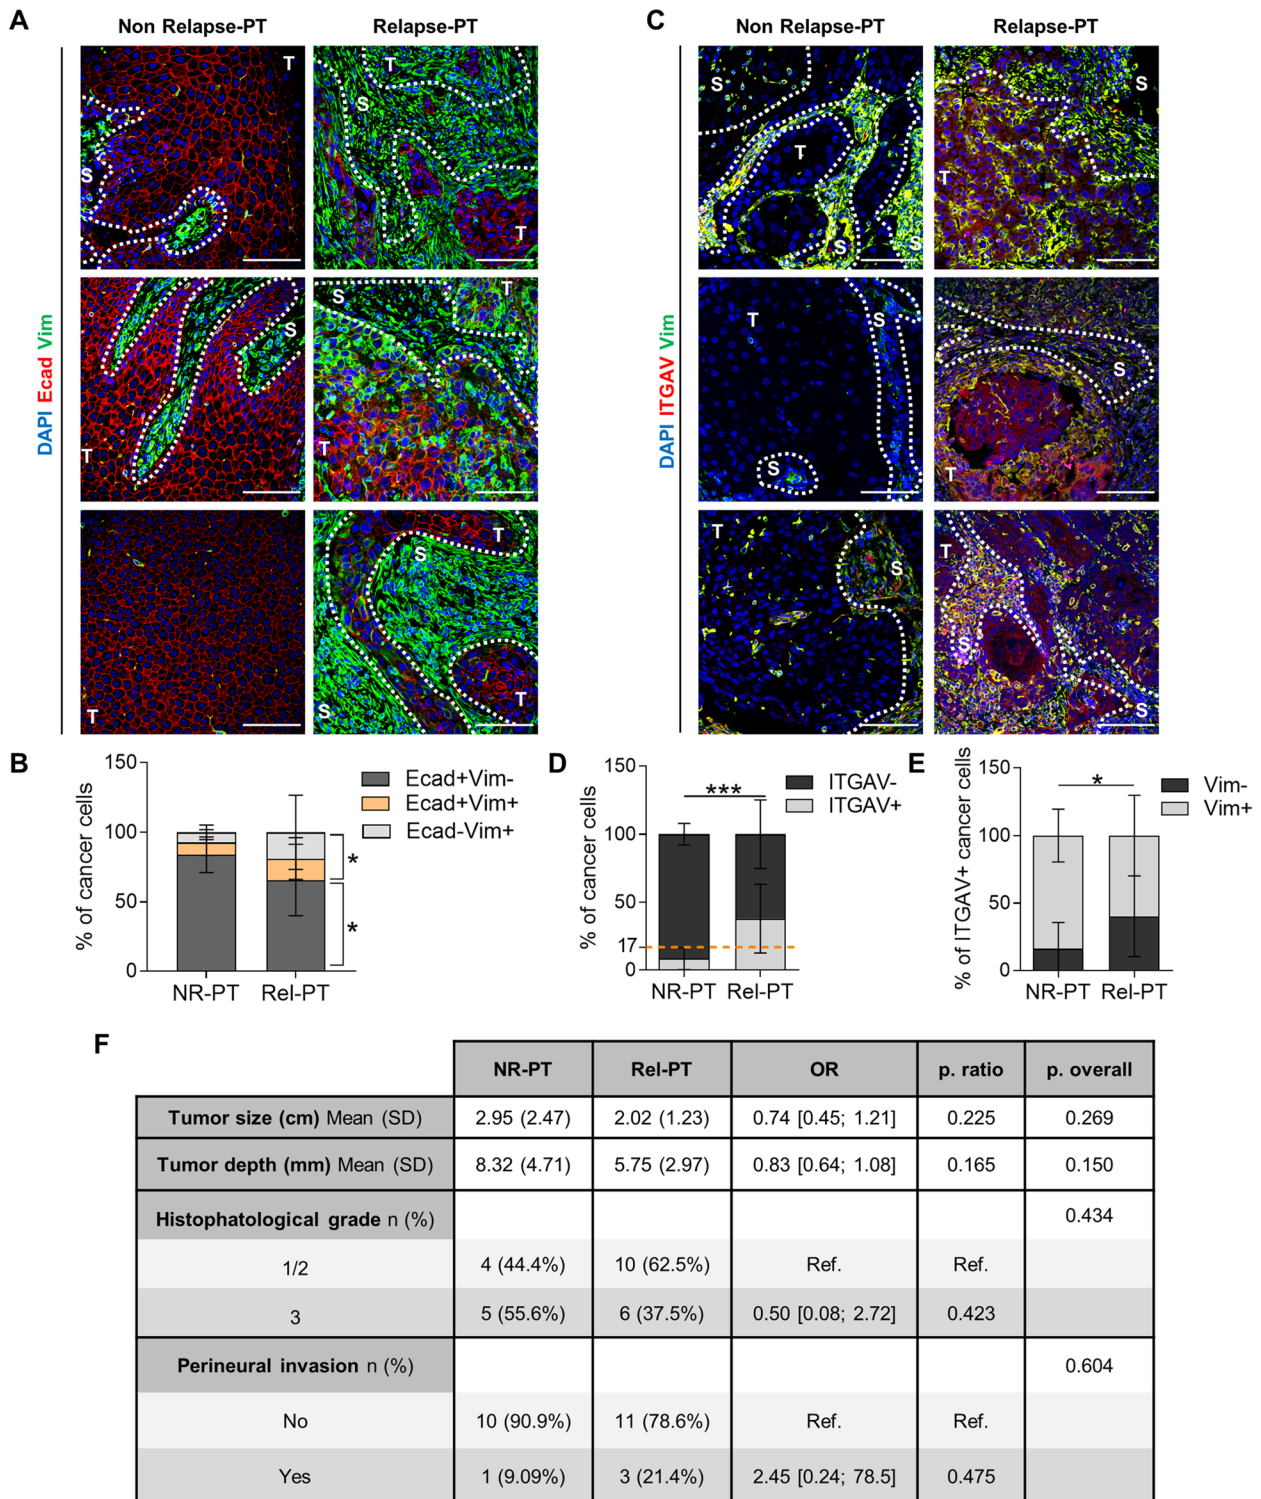 A
Non Relapse-PT
Relapse-PT
DAPI Ecad Vim
T
S
T
S
T
S
T
S
T
T
T
S
T
S
T
C
Non Relapse-PT
Relapse-PT
DAPI ITGAV Vim
S
T
S
S
S
T
T
S
S
S
T
T
S
T
S
S
B
% of cancer cells
150
100
50
0
NR-PT
Rel-PT
*
*
Ecad+Vim-
Ecad+Vim+
Ecad-Vim+
D
% of cancer cells
150
100
50
17
0
NR-PT
Rel-PT
***
ITGAV-
ITGAV+
E
% of ITGAV+ cancer cells
150
100
50
0
NR-PT
Rel-PT
*
Vim-
Vim+
F
NR-PT Rel-PT OR p. ratio p. overall
Tumor size (cm) Mean (SD) 2.95 (2.47) 2.02 (1.23) 0.74 [0.45; 1.21] 0.225 0.269
Tumor depth (mm) Mean (SD) 8.32 (4.71) 5.75 (2.97) 0.83 [0.64; 1.08] 0.165 0.150
Histophatological grade n (%) 0.434
1/2 4 (44.4%) 10 (62.5%) Ref. Ref.
3 5 (55.6%) 6 (37.5%) 0.50 [0.08; 2.72] 0.423
Perineural invasion n (%) 0.604
No 10 (90.9%) 11 (78.6%) Ref. Ref.
Yes 1 (9.09%) 3 (21.4%) 2.45 [0.24; 78.5] 0.475